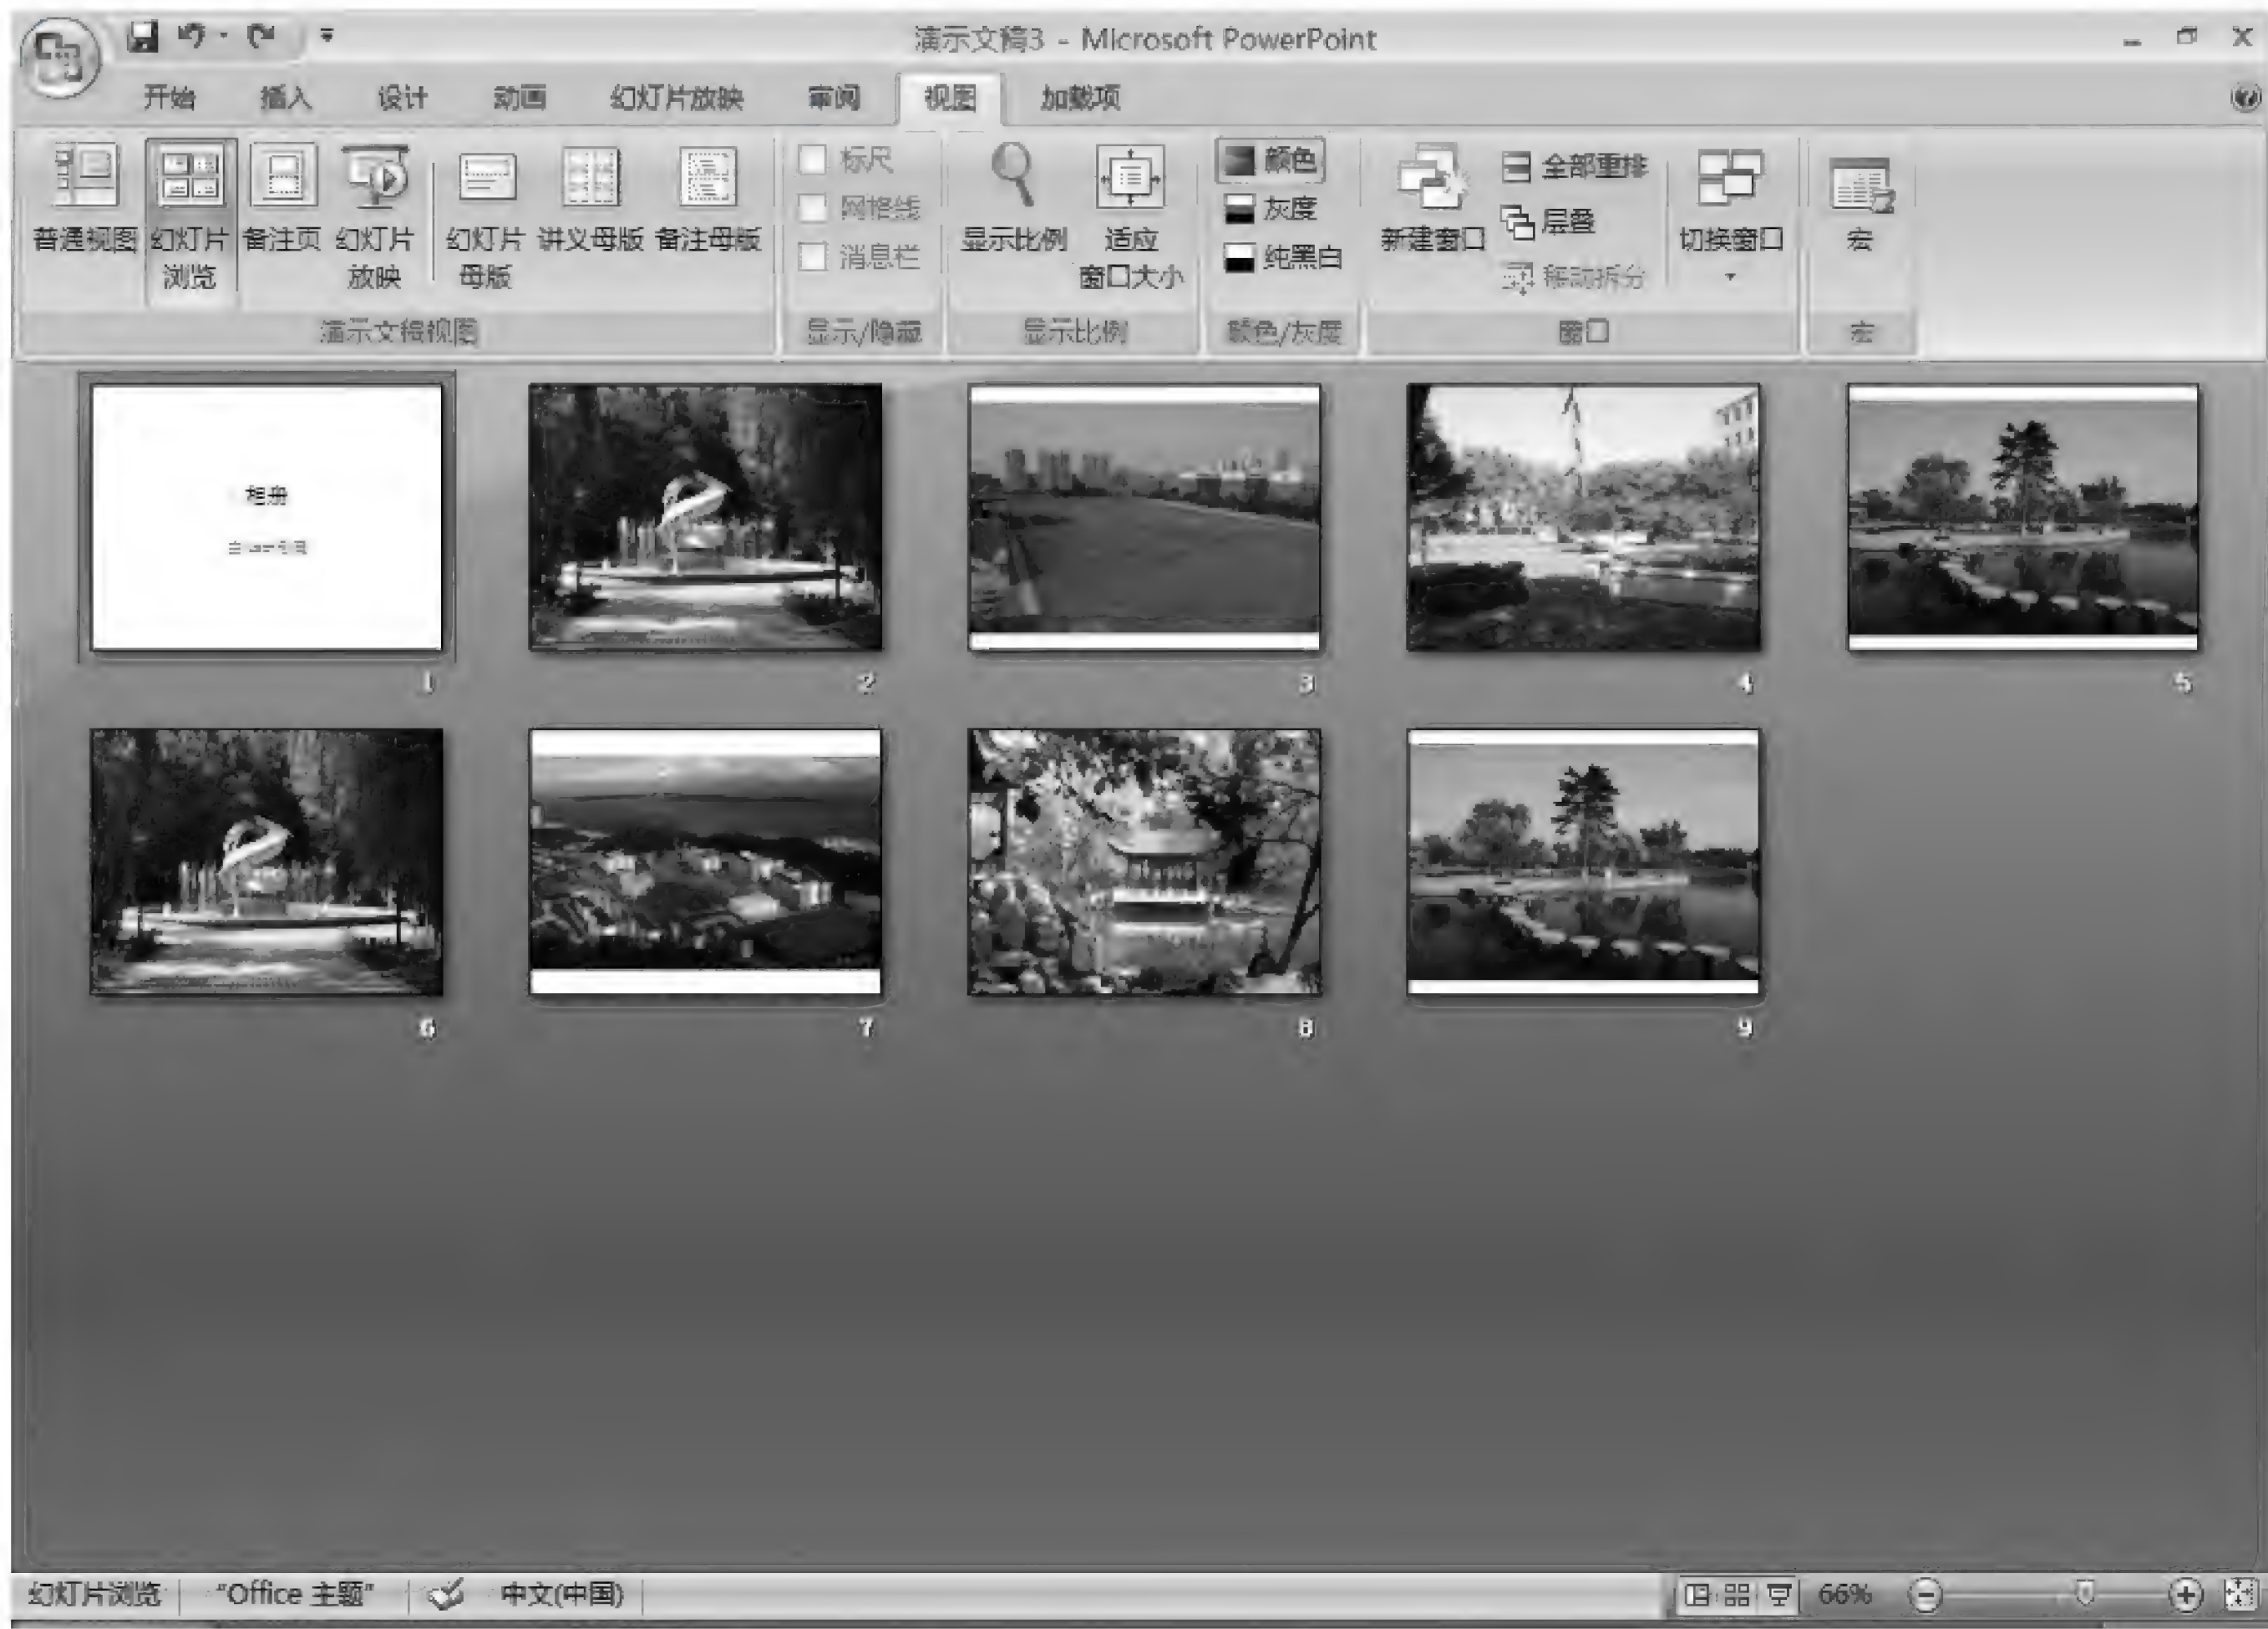 演示文稿3 - Microsoft PowerPoint
开始 插入 设计 动画 幻灯片放映 审阅 视图 加载项
普通视图 幻灯片浏览 备注页 幻灯片放映 幻灯片母版 讲义母版 备注母版
标尺
网格线
消息栏
显示比例 适应窗口大小
颜色
灰度
纯黑白
新建窗口
全部重排
层叠
移动拆分
切换窗口
宏
演示文稿视图 显示/隐藏 显示比例 颜色/灰度 窗口 宏
相册
1 2 3 4 5
6 7 8 9
幻灯片浏览 "Office 主题" 中文(中国) 66%